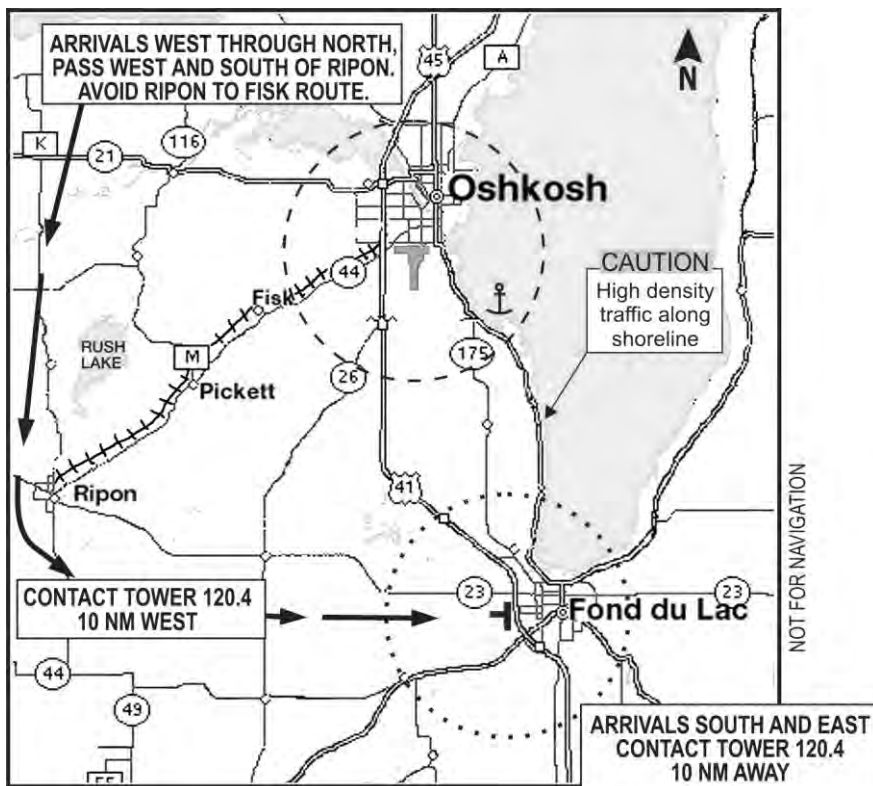 ARRIVALS WEST THROUGH NORTH,
PASS WEST AND SOUTH OF RIPON.
AVOID RIPON TO FISK ROUTE.
45
A
N
K
116
21
Oshkosh
CAUTION
High density
traffic along
shoreline
44
Fisk
RUSH
LAKE
M
Pickett
175
26
41
Ripon
NOT FOR NAVIGATION
CONTACT TOWER 120.4
10 NM WEST
23
23
Fond du Lac
44
49
ARRIVALS SOUTH AND EAST
CONTACT TOWER 120.4
10 NM AWAY